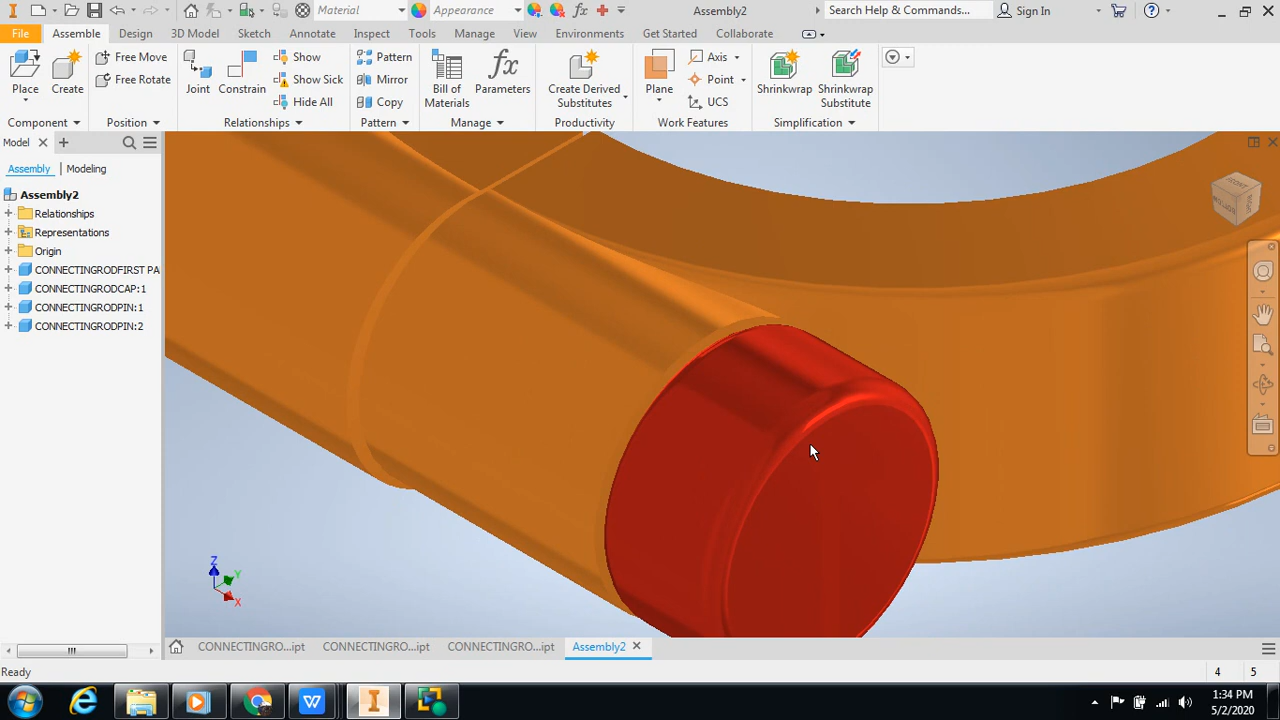 Material
Appearance
Assembly2
Search Help & Commands...
Sign In
File
Assemble
Design
3D Model
Sketch
Annotate
Inspect
Tools
View
Manage
Environments
Get Started
Collaborate
Place
Create
Free Move
Free Rotate
Component
Position
Joint
Constrain
Show
Show Sick
Hide All
Relationships
Pattern
Mirror
Copy
Pattern
Bill of
Materials
fx
Parameters
Manage
Create Derived
Substitutes
Productivity
Plane
Axis
Point
UCS
Work Features
Shrinkwrap
Shrinkwrap
Substitute
Simplification
Model
Assembly
Modeling
Assembly2
Relationships
Representations
Origin
CONNECTINGRODFIRST PA
CONNECTINGRODCAP:1
CONNECTINGRODPIN:1
CONNECTINGRODPIN:2
FRONT
Z
Y
X
CONNECTINGRO...ipt
CONNECTINGRO...ipt
CONNECTINGRO...ipt
Assembly2
Ready
4
5
1:34 PM
5/2/2020